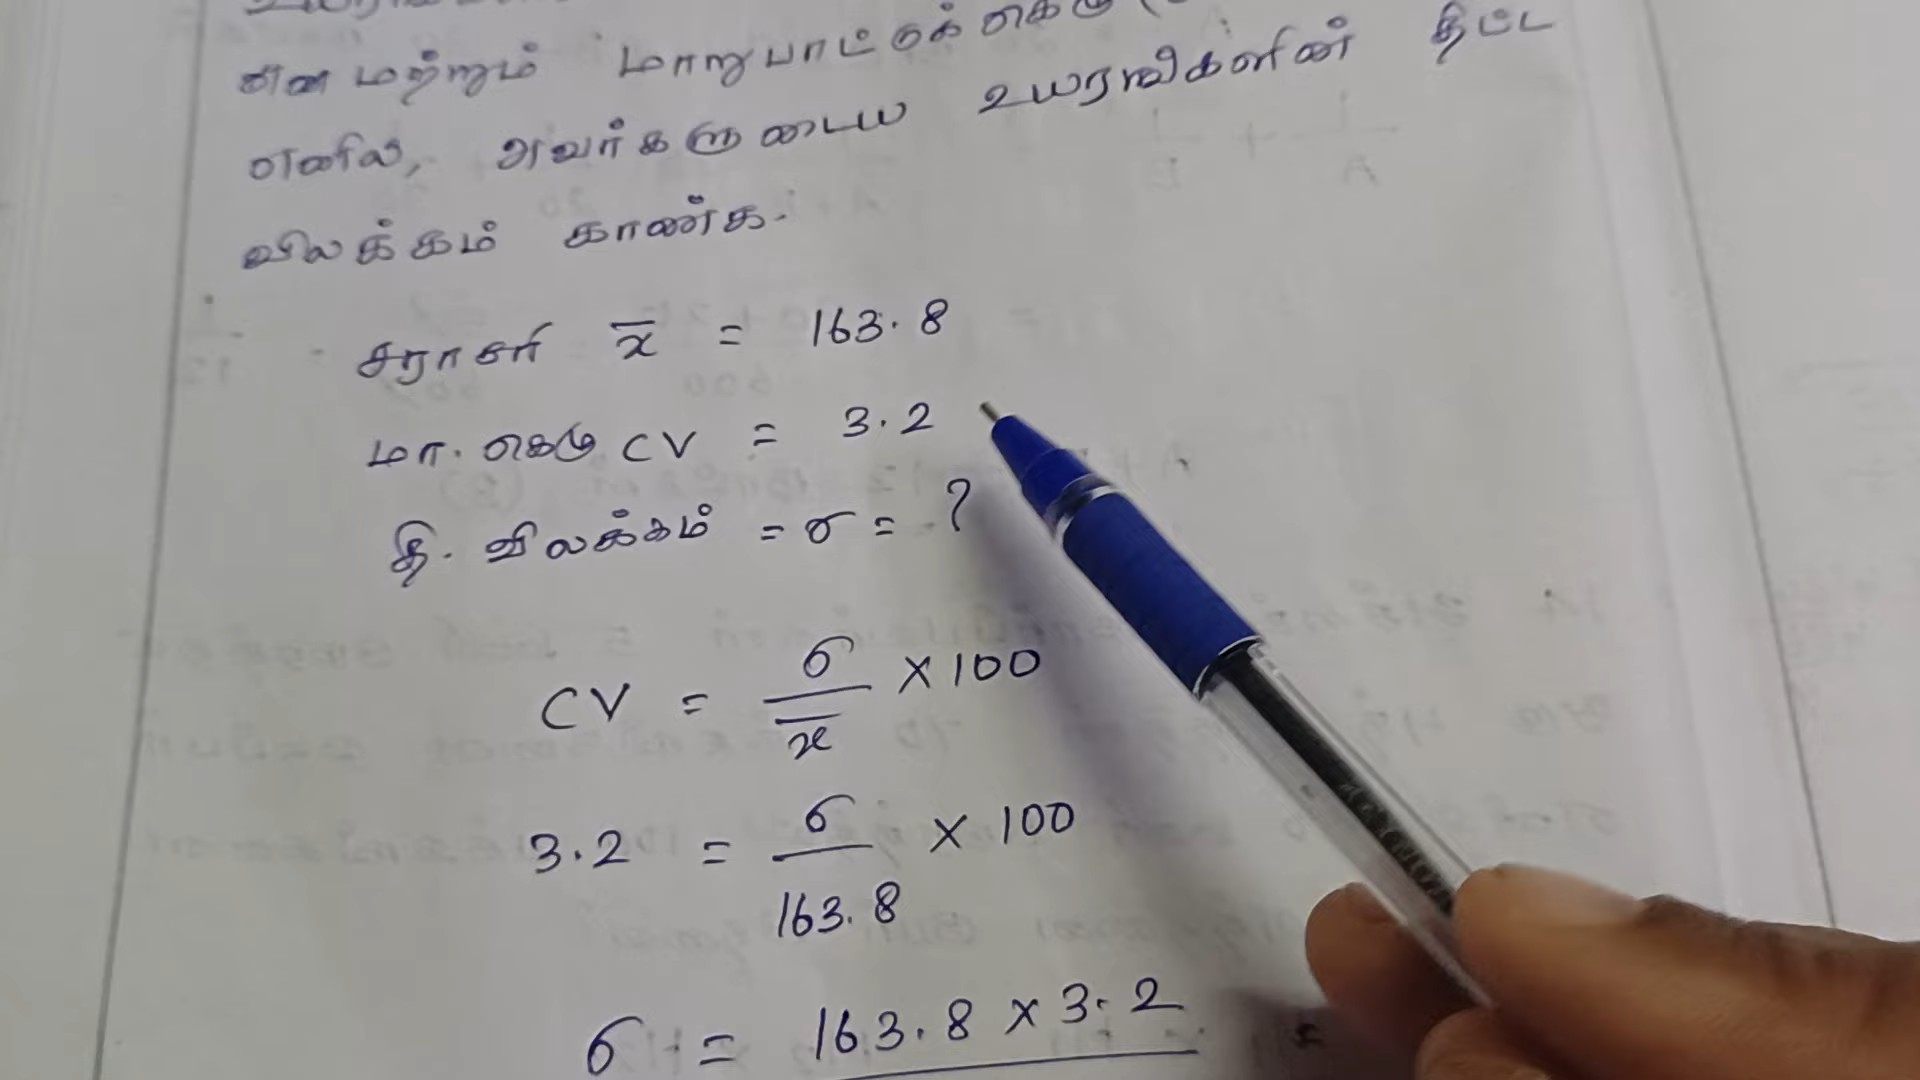 மற்றும் மாறுபாட்டுக்கெழு
எனில், அவர்களுடைய உயரங்களின் திட்ட
விலக்கம் காண்க.
சராசரி x̅ = 163.8
மா. கெழு CV = 3.2
தி. விலக்கம் = σ = ?
CV = σ/x̅ × 100
3.2 = σ/163.8 × 100
σ = 163.8 × 3.2